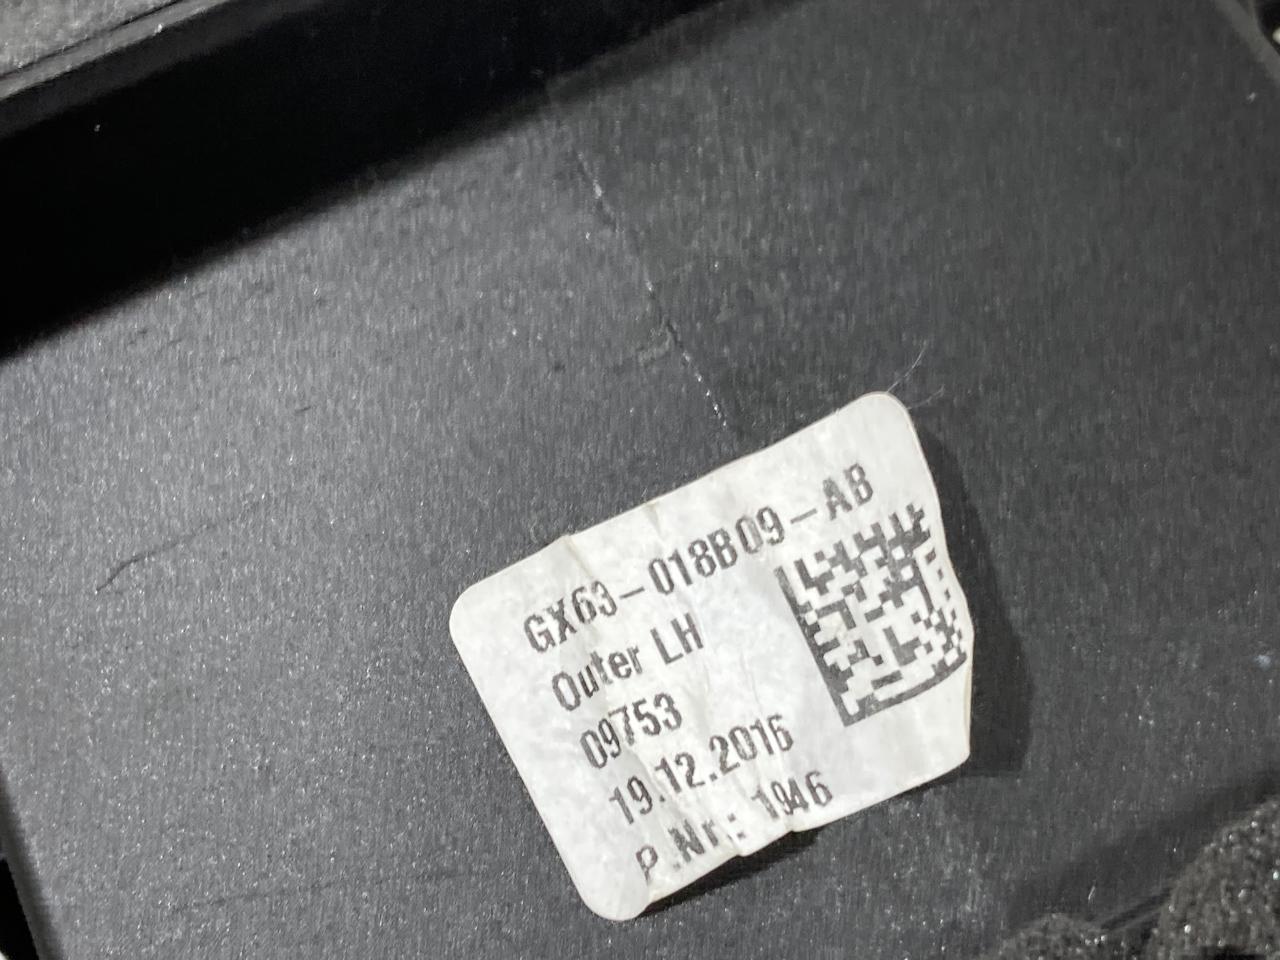 GX63-018B09-AB
Outer LH
09753
19.12.2016
P.Nr.: 1946